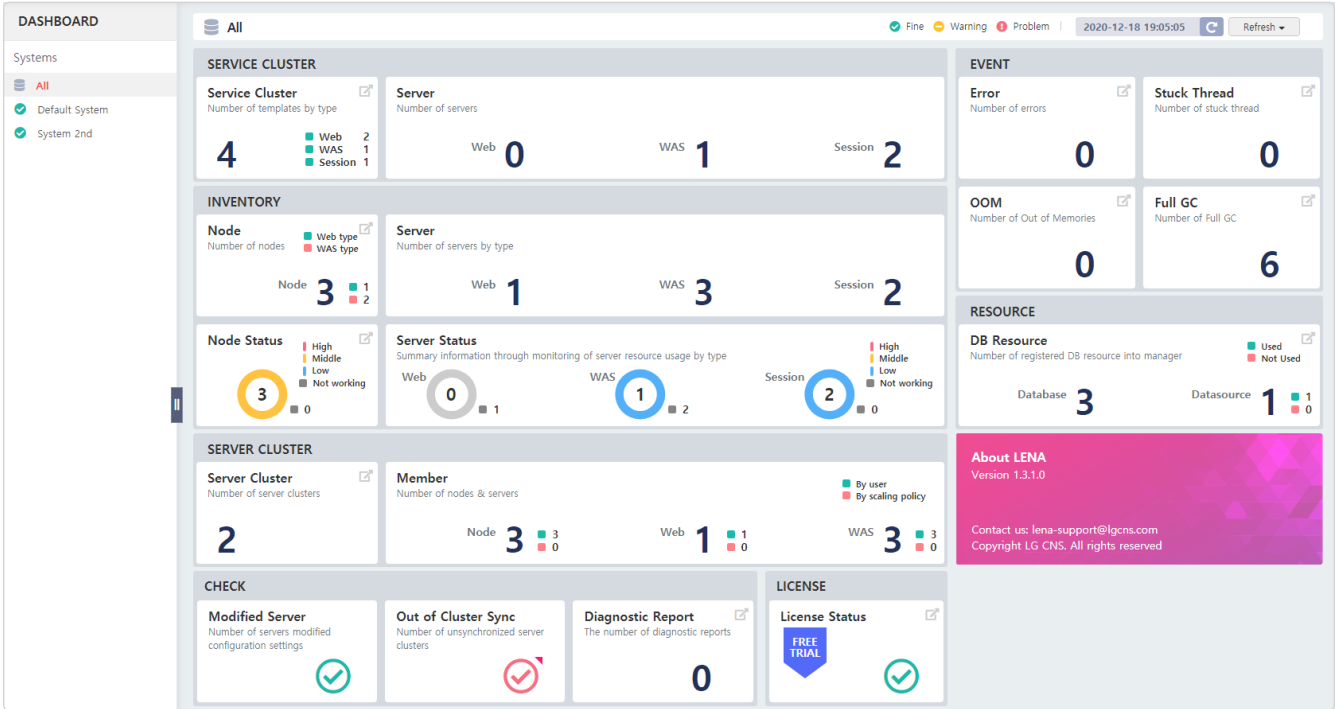 DASHBOARD
Systems
All
Default System
System 2nd
All
Fine
Warning
Problem
2020-12-18 19:05:05
Refresh
SERVICE CLUSTER
Service Cluster
Number of templates by type
4
Web 2
WAS 1
Session 1
Server
Number of servers
Web 0
WAS 1
Session 2
INVENTORY
Node
Number of nodes
Web type
WAS type
Node 3
1
2
Server
Number of servers by type
Web 1
WAS 3
Session 2
Node Status
High
Middle
Low
Not working
3
0
Server Status
Summary information through monitoring of server resource usage by type
High
Middle
Low
Not working
Web
0
1
WAS
1
2
Session
2
0
SERVER CLUSTER
Server Cluster
Number of server clusters
2
Member
Number of nodes & servers
By user
By scaling policy
Node 3
3
0
Web 1
1
0
WAS 3
3
0
CHECK
Modified Server
Number of servers modified
configuration settings
Out of Cluster Sync
Number of unsynchronized server
clusters
Diagnostic Report
The number of diagnostic reports
0
LICENSE
License Status
FREE
TRIAL
EVENT
Error
Number of errors
0
Stuck Thread
Number of stuck thread
0
OOM
Number of Out of Memories
0
Full GC
Number of Full GC
6
RESOURCE
DB Resource
Number of registered DB resource into manager
Used
Not Used
Database 3
Datasource 1
1
0
About LENA
Version 1.3.1.0
Contact us: lena-support@lgcns.com
Copyright LG CNS. All rights reserved